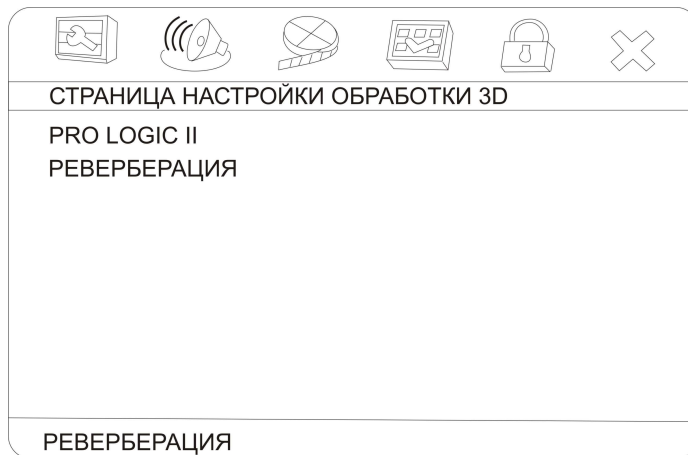 СТРАНИЦА НАСТРОЙКИ ОБРАБОТКИ 3D
PRO LOGIC II
РЕВЕРБЕРАЦИЯ
РЕВЕРБЕРАЦИЯ